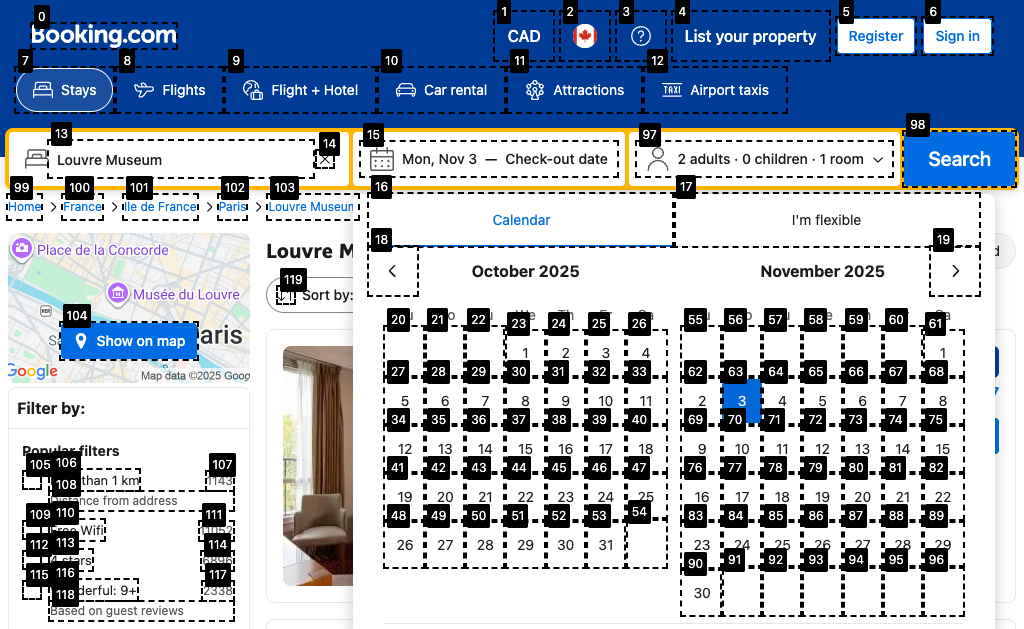 0 1 2 3 4 5 6
Booking.com CAD List your property Register Sign in
7 8 9 10 11 12
Stays Flights Flight + Hotel Car rental Attractions Airport taxis
13 14 15 97 98
Louvre Museum Mon, Nov 3 — Check-out date 2 adults · 0 children · 1 room Search
99 100 101 102 103 16 17
Home France Ile de France Paris Louvre Museum
Calendar I'm flexible
18 19
Place de la Concorde
Louvre M
October 2025 November 2025
119
Musée du Louvre
Sort by:
RER
104
Show on map
Paris
Google
Map data ©2025 Goog
20 21 22 23 24 25 26 55 56 57 58 59 60 61
1 2 3 4 1
27 28 29 30 31 32 33 62 63 64 65 66 67 68
5 6 7 8 9 10 11 2 3 4 5 6 7 8
34 35 36 37 38 39 40 69 70 71 72 73 74 75
12 13 14 15 16 17 18 9 10 11 12 13 14 15
41 42 43 44 45 46 47 76 77 78 79 80 81 82
19 20 21 22 23 24 25 16 17 18 19 20 21 22
48 49 50 51 52 53 54 83 84 85 86 87 88 89
26 27 28 29 30 31 23 24 25 26 27 28 29
90 91 92 93 94 95 96
30
Filter by:
Popular filters
105 106 107
than 1 km 1143
108
Distance from address
109 110 111
Free Wifi 1052
112 113 114
stars 6896
115 116 117
derful: 9+ 2338
118
Based on guest reviews